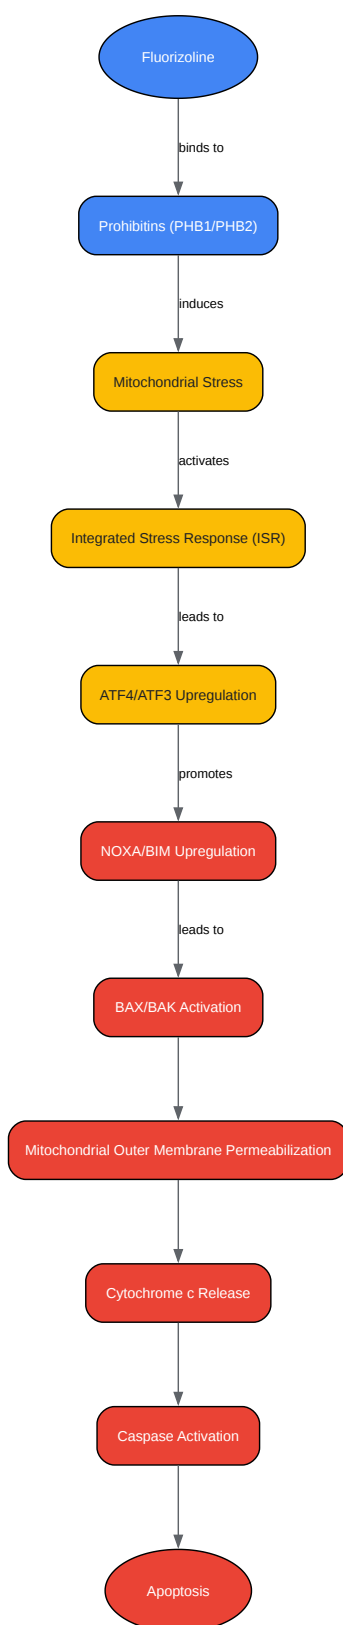 Fluorizoline
binds to
Prohibitins (PHB1/PHB2)
induces
Mitochondrial Stress
activates
Integrated Stress Response (ISR)
leads to
ATF4/ATF3 Upregulation
promotes
NOXA/BIM Upregulation
leads to
BAX/BAK Activation
Mitochondrial Outer Membrane Permeabilization
Cytochrome c Release
Caspase Activation
Apoptosis